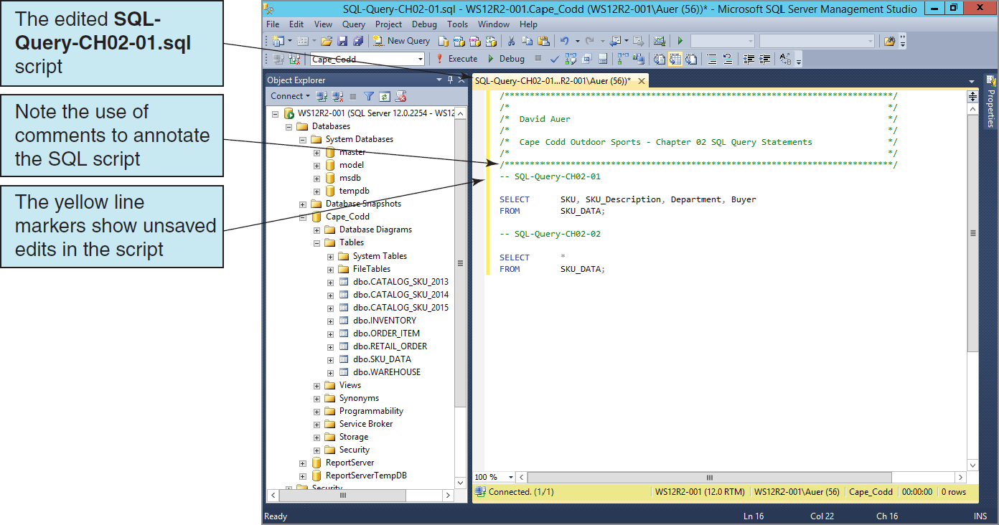 The edited SQL-
Query-CH02-01.sql
script
Note the use of
comments to annotate
the SQL script
The yellow line
markers show unsaved
edits in the script
SQL-Query-CH02-01.sql - WS12R2-001.Cape_Codd (WS12R2-001\Auer (56))* - Microsoft SQL Server Management Studio
File Edit View Query Project Debug Tools Window Help
New Query
Cape_Codd Execute Debug
Object Explorer
Connect
WS12R2-001 (SQL Server 12.0.2254 - WS12
Databases
System Databases
master
model
msdb
tempdb
Database Snapshots
Cape_Codd
Database Diagrams
Tables
System Tables
FileTables
dbo.CATALOG_SKU_2013
dbo.CATALOG_SKU_2014
dbo.CATALOG_SKU_2015
dbo.INVENTORY
dbo.ORDER_ITEM
dbo.RETAIL_ORDER
dbo.SKU_DATA
dbo.WAREHOUSE
Views
Synonyms
Programmability
Service Broker
Storage
Security
ReportServer
ReportServerTempDB
Security
SQL-Query-CH02-01...R2-001\Auer (56))*
/*****************************************************************************/
/* */
/* David Auer */
/* */
/* Cape Codd Outdoor Sports - Chapter 02 SQL Query Statements */
/* */
/*****************************************************************************/
-- SQL-Query-CH02-01
SELECT SKU, SKU_Description, Department, Buyer
FROM SKU_DATA;
-- SQL-Query-CH02-02
SELECT *
FROM SKU_DATA;
100 %
Connected. (1/1) WS12R2-001 (12.0 RTM) WS12R2-001\Auer (56) Cape_Codd 00:00:00 0 rows
Properties
Ready Ln 16 Col 22 Ch 16 INS